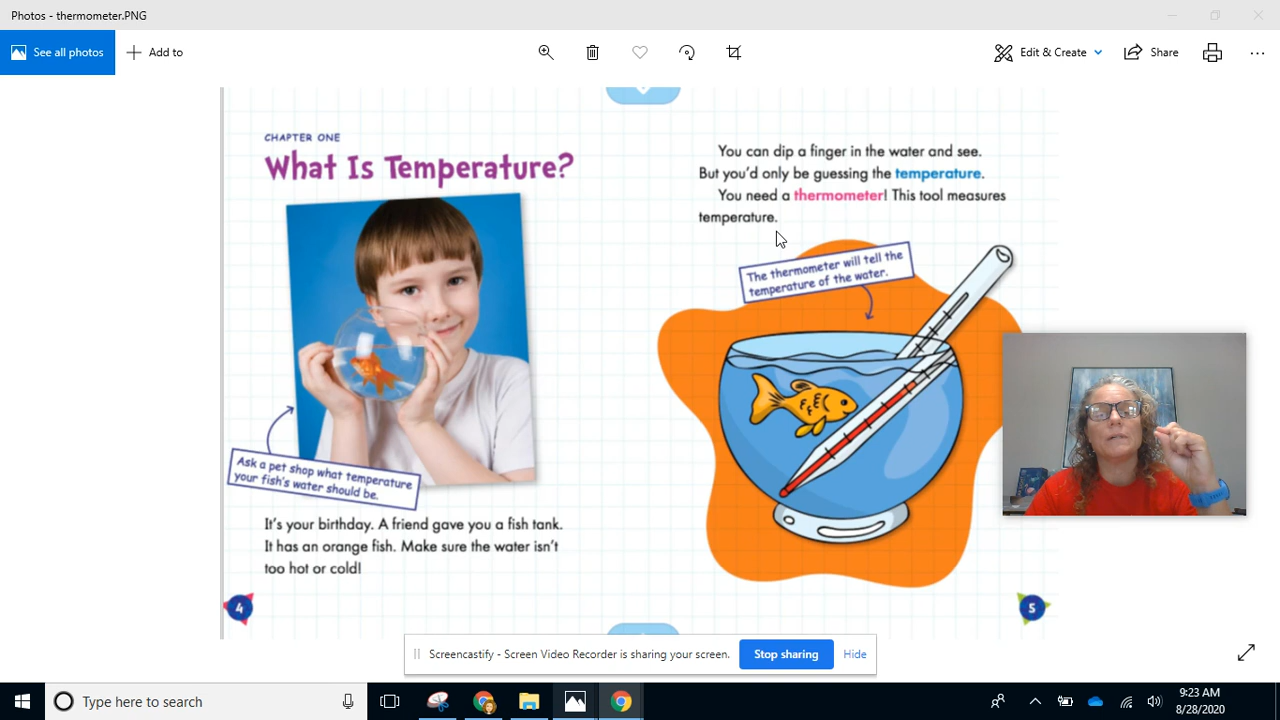 Photos - thermometer.PNG
See all photos
Add to
Edit & Create
Share
CHAPTER ONE
What Is Temperature?
Ask a pet shop what temperature
your fish's water should be.
It's your birthday. A friend gave you a fish tank.
It has an orange fish. Make sure the water isn't
too hot or cold!
4
You can dip a finger in the water and see.
But you'd only be guessing the temperature.
You need a thermometer! This tool measures
temperature.
The thermometer will tell the
temperature of the water.
5
Screencastify - Screen Video Recorder is sharing your screen.
Stop sharing
Hide
Type here to search
9:23 AM
8/28/2020